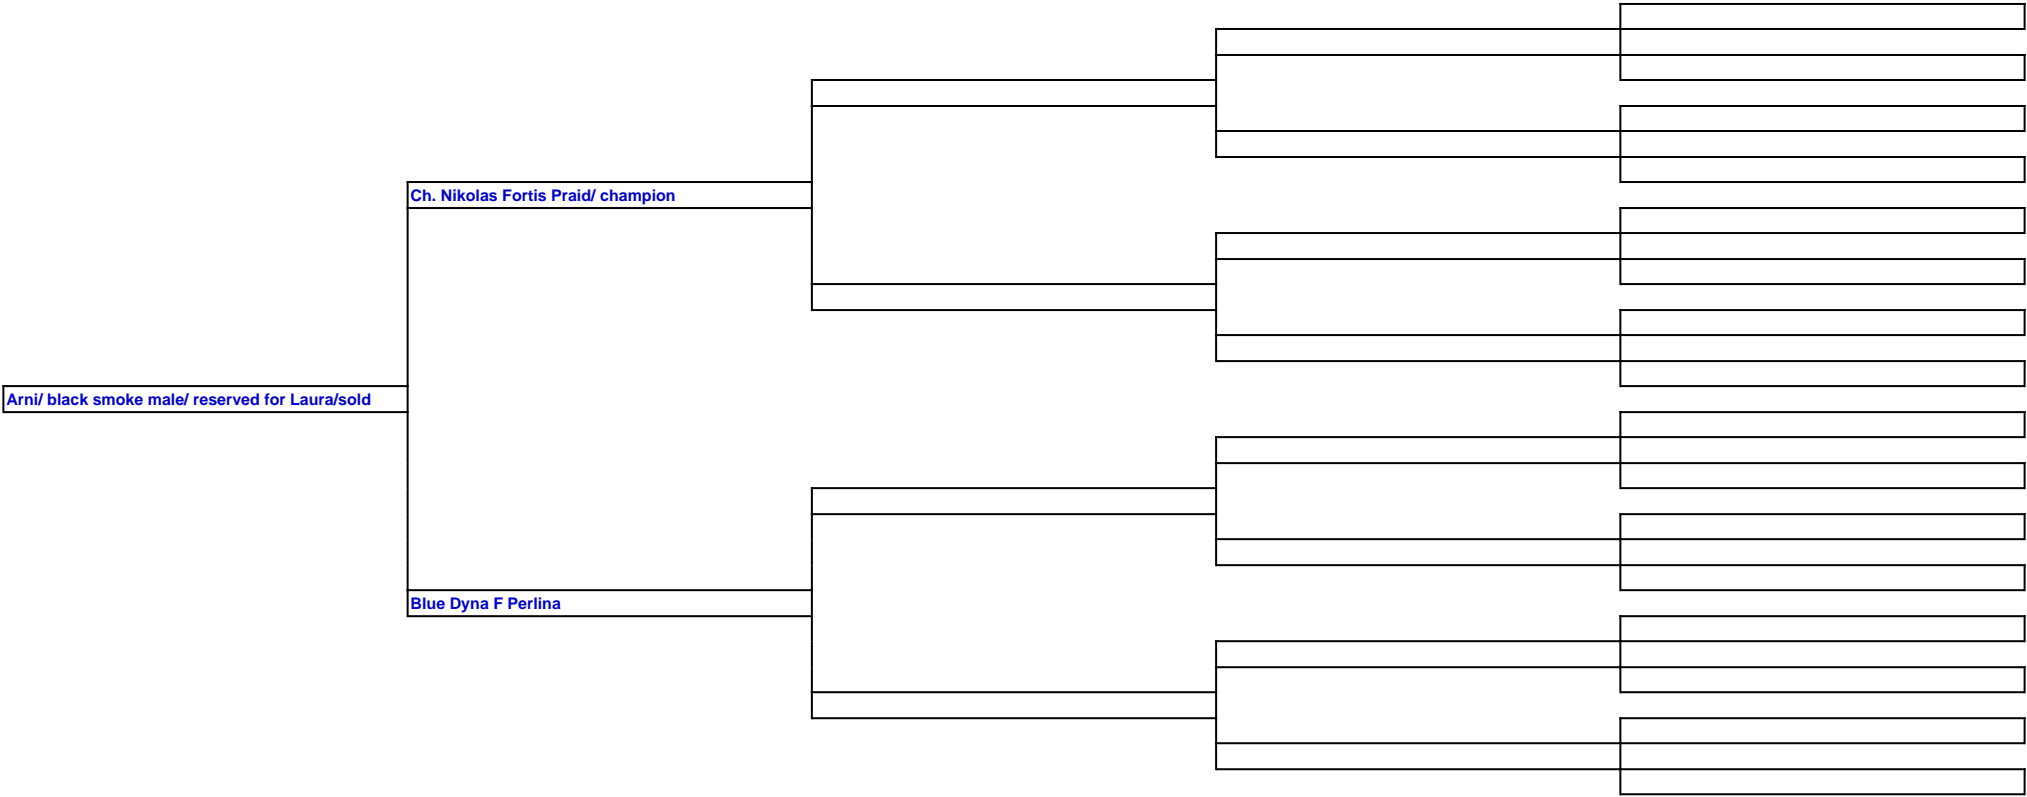 Ch. Nikolas Fortis Praid/ champion
Arni/ black smoke male/ reserved for Laura/sold
Blue Dyna F Perlina